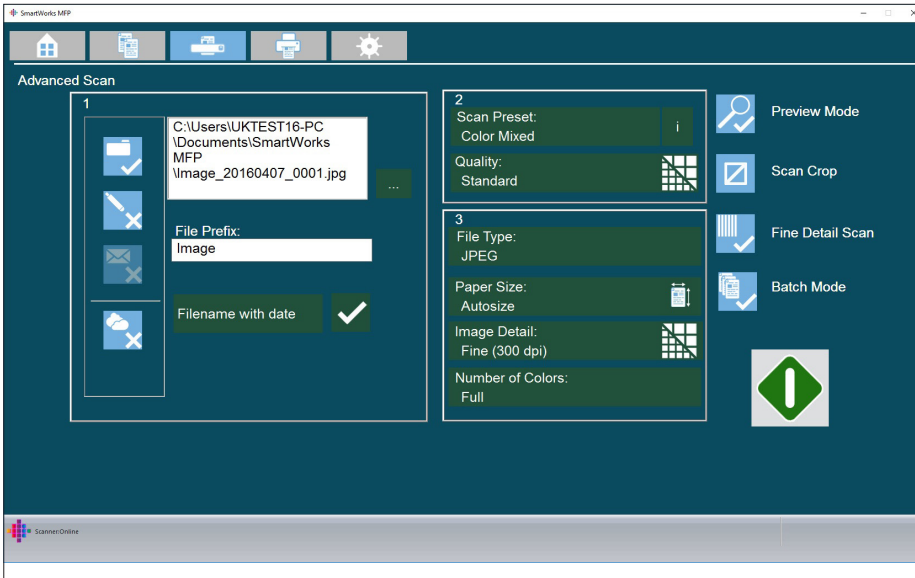 SmartWorks MFP
Advanced Scan
1
C:\Users\UKTEST16-PC
\Documents\SmartWorks
MFP
\Image_20160407_0001.jpg
...
File Prefix:
Image
Filename with date
2
Scan Preset:
Color Mixed
i
Quality:
Standard
3
File Type:
JPEG
Paper Size:
Autosize
Image Detail:
Fine (300 dpi)
Number of Colors:
Full
Preview Mode
Scan Crop
Fine Detail Scan
Batch Mode
Scanner:Online